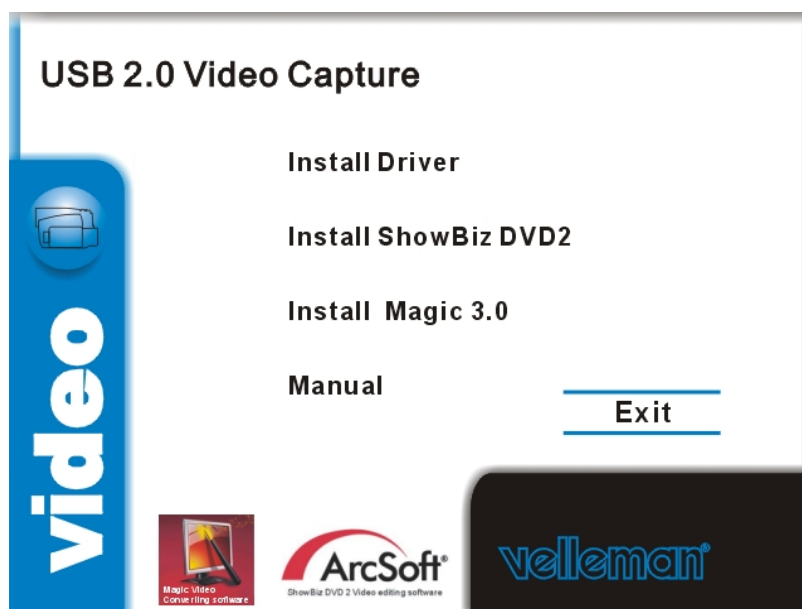 USB 2.0 Video Capture
Install Driver
Install ShowBiz DVD2
Install Magic 3.0
Manual
Exit
video
Magic Video
Converting software
ArcSoft®
ShowBiz DVD 2 Video editing software
velleman®